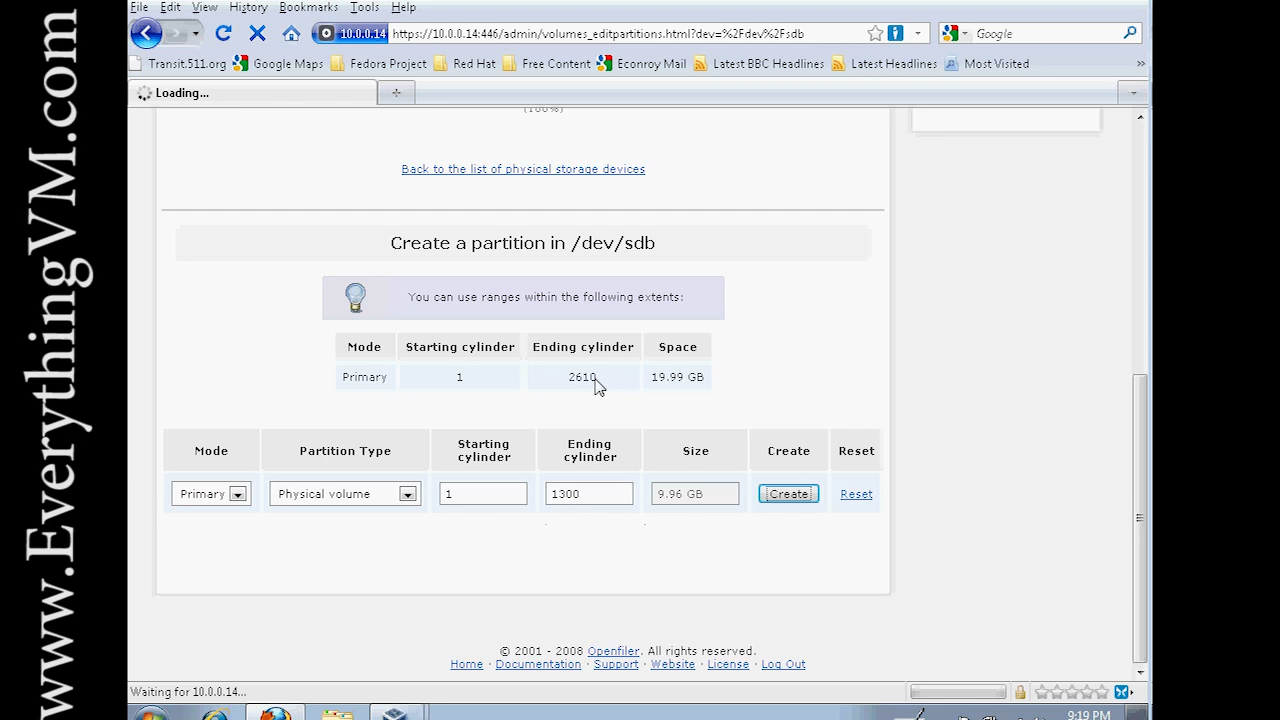 www.EverythingVM.com
File Edit View History Bookmarks Tools Help
10.0.0.14 https://10.0.0.14:446/admin/volumes_editpartitions.html?dev=%2Fdev%2Fsdb Google
Transit.511.org Google Maps Fedora Project Red Hat Free Content Econroy Mail Latest BBC Headlines Latest Headlines Most Visited »
Loading...
(100%)
Back to the list of physical storage devices
Create a partition in /dev/sdb
You can use ranges within the following extents:
Mode Starting cylinder Ending cylinder Space
Primary 1 2610 19.99 GB
Mode Partition Type Starting cylinder Ending cylinder Size Create Reset
Primary Physical volume 1 1300 9.96 GB Create Reset
© 2001 - 2008 Openfiler. All rights reserved.
Home · Documentation · Support · Website · License · Log Out
Waiting for 10.0.0.14...
9:19 PM